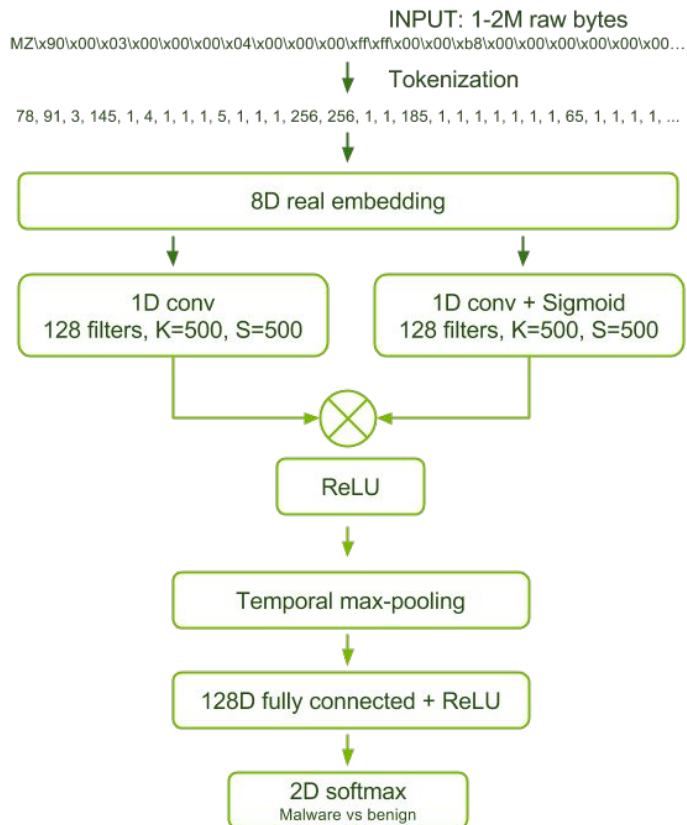 INPUT: 1-2M raw bytes
MZ\x90\x00\x03\x00\x00\x00\x04\x00\x00\x00\xff\xff\x00\x00\xb8\x00\x00\x00\x00\x00\x00…
Tokenization
78, 91, 3, 145, 1, 4, 1, 1, 1, 5, 1, 1, 1, 256, 256, 1, 1, 185, 1, 1, 1, 1, 1, 1, 1, 65, 1, 1, 1, 1, ...
8D real embedding
1D conv
128 filters, K=500, S=500
1D conv + Sigmoid
128 filters, K=500, S=500
ReLU
Temporal max-pooling
128D fully connected + ReLU
2D softmax
Malware vs benign